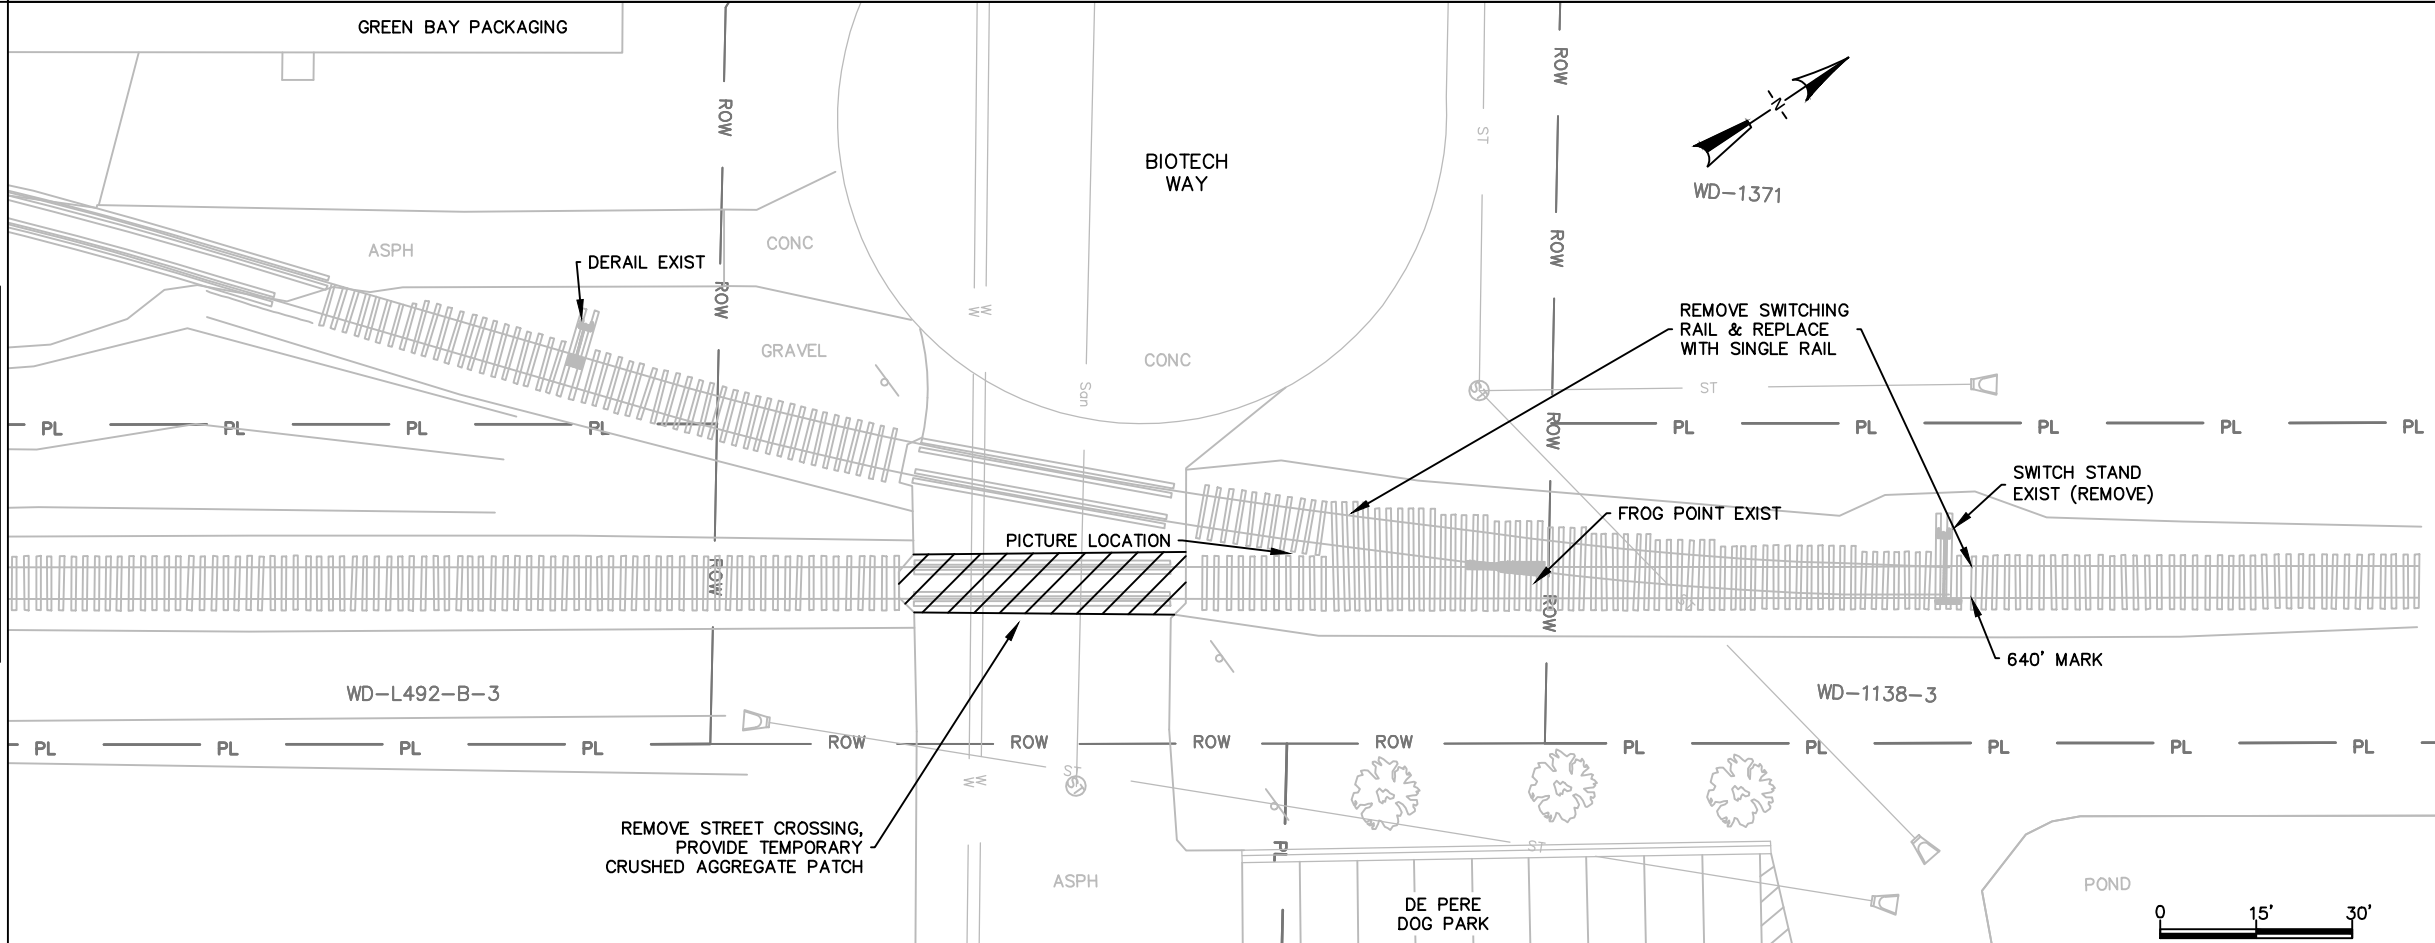 GREEN BAY PACKAGING
ROW
ROW
ST
BIOTECH
WAY
N
WD-1371
ROW
ASPH
CONC
DERAIL EXIST
ROW
W
W
GRAVEL
CONC
San
REMOVE SWITCHING
RAIL & REPLACE
WITH SINGLE RAIL
ST
ST
PL
PL
PL
PL
ROW
PL
PL
PL
PL
PL
SWITCH STAND
EXIST (REMOVE)
FROG POINT EXIST
PICTURE LOCATION
ROW
ROW
ST
640' MARK
WD-L492-B-3
WD-1138-3
PL
PL
PL
PL
ROW
ROW
ROW
ROW
PL
PL
PL
PL
PL
ST
W
W
ST
REMOVE STREET CROSSING,
PROVIDE TEMPORARY
CRUSHED AGGREGATE PATCH
PL
ST
ASPH
DE PERE
DOG PARK
POND
0 15' 30'